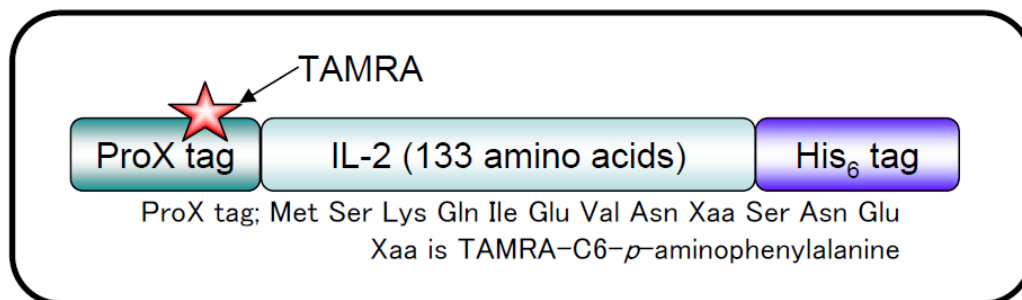 TAMRA
ProX tag IL-2 (133 amino acids) His₆ tag
ProX tag; Met Ser Lys Gln Ile Glu Val Asn Xaa Ser Asn Glu
Xaa is TAMRA-C6-p-aminophenylalanine